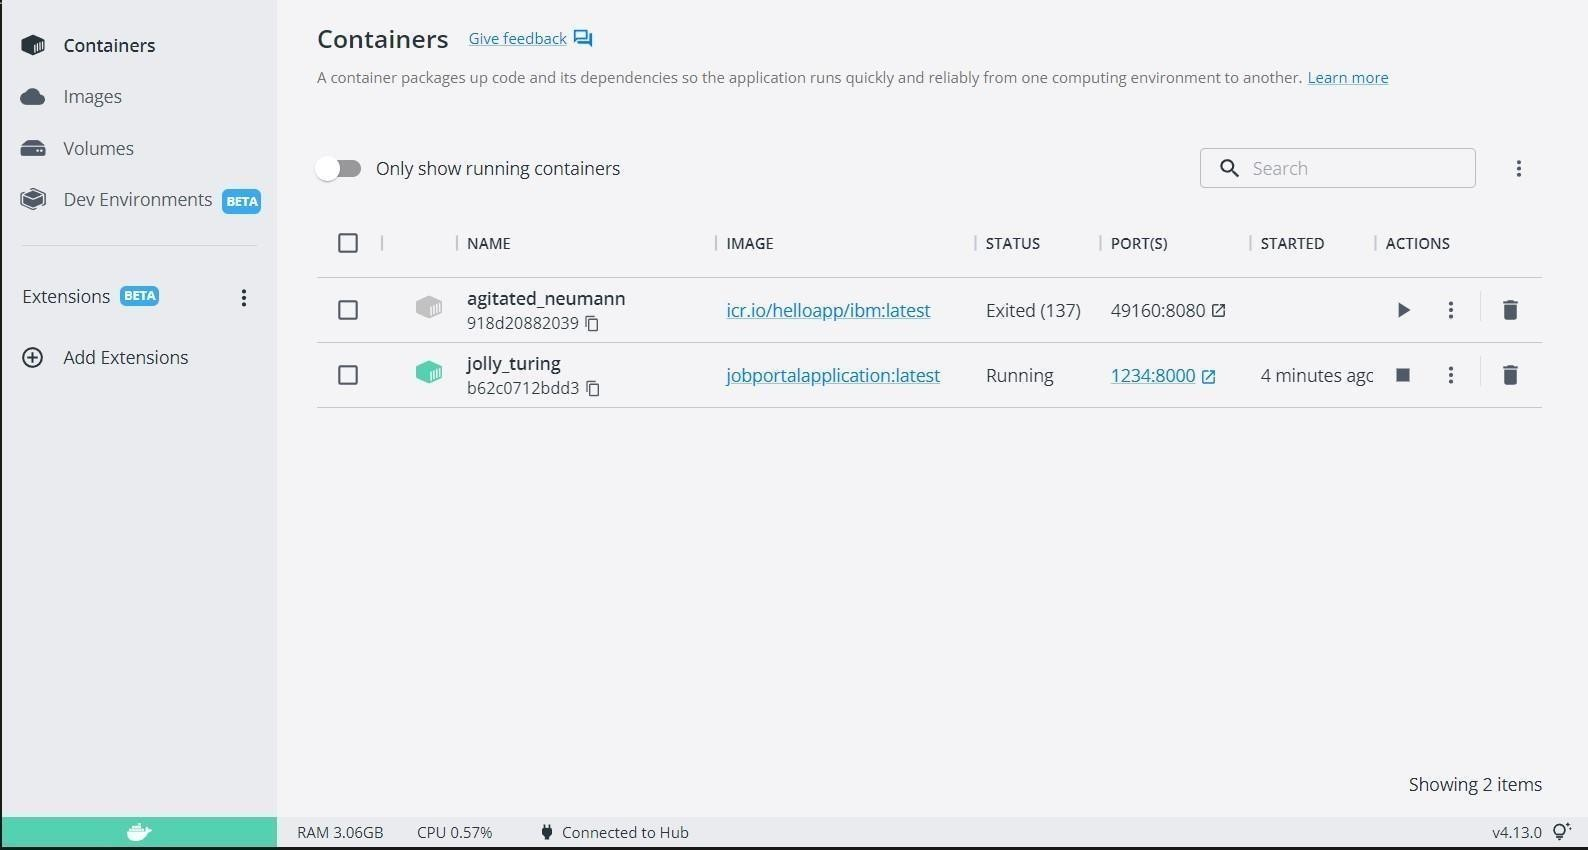 Containers
Images
Volumes
Dev Environments BETA
Extensions BETA
Add Extensions
Containers Give feedback
A container packages up code and its dependencies so the application runs quickly and reliably from one computing environment to another. Learn more
Only show running containers
Search
NAME IMAGE STATUS PORT(S) STARTED ACTIONS
agitated_neumann
918d20882039
icr.io/helloapp/ibm:latest
Exited (137)
49160:8080
jolly_turing
b62c0712bdd3
jobportalapplication:latest
Running
1234:8000
4 minutes agc
Showing 2 items
RAM 3.06GB CPU 0.57% Connected to Hub v4.13.0